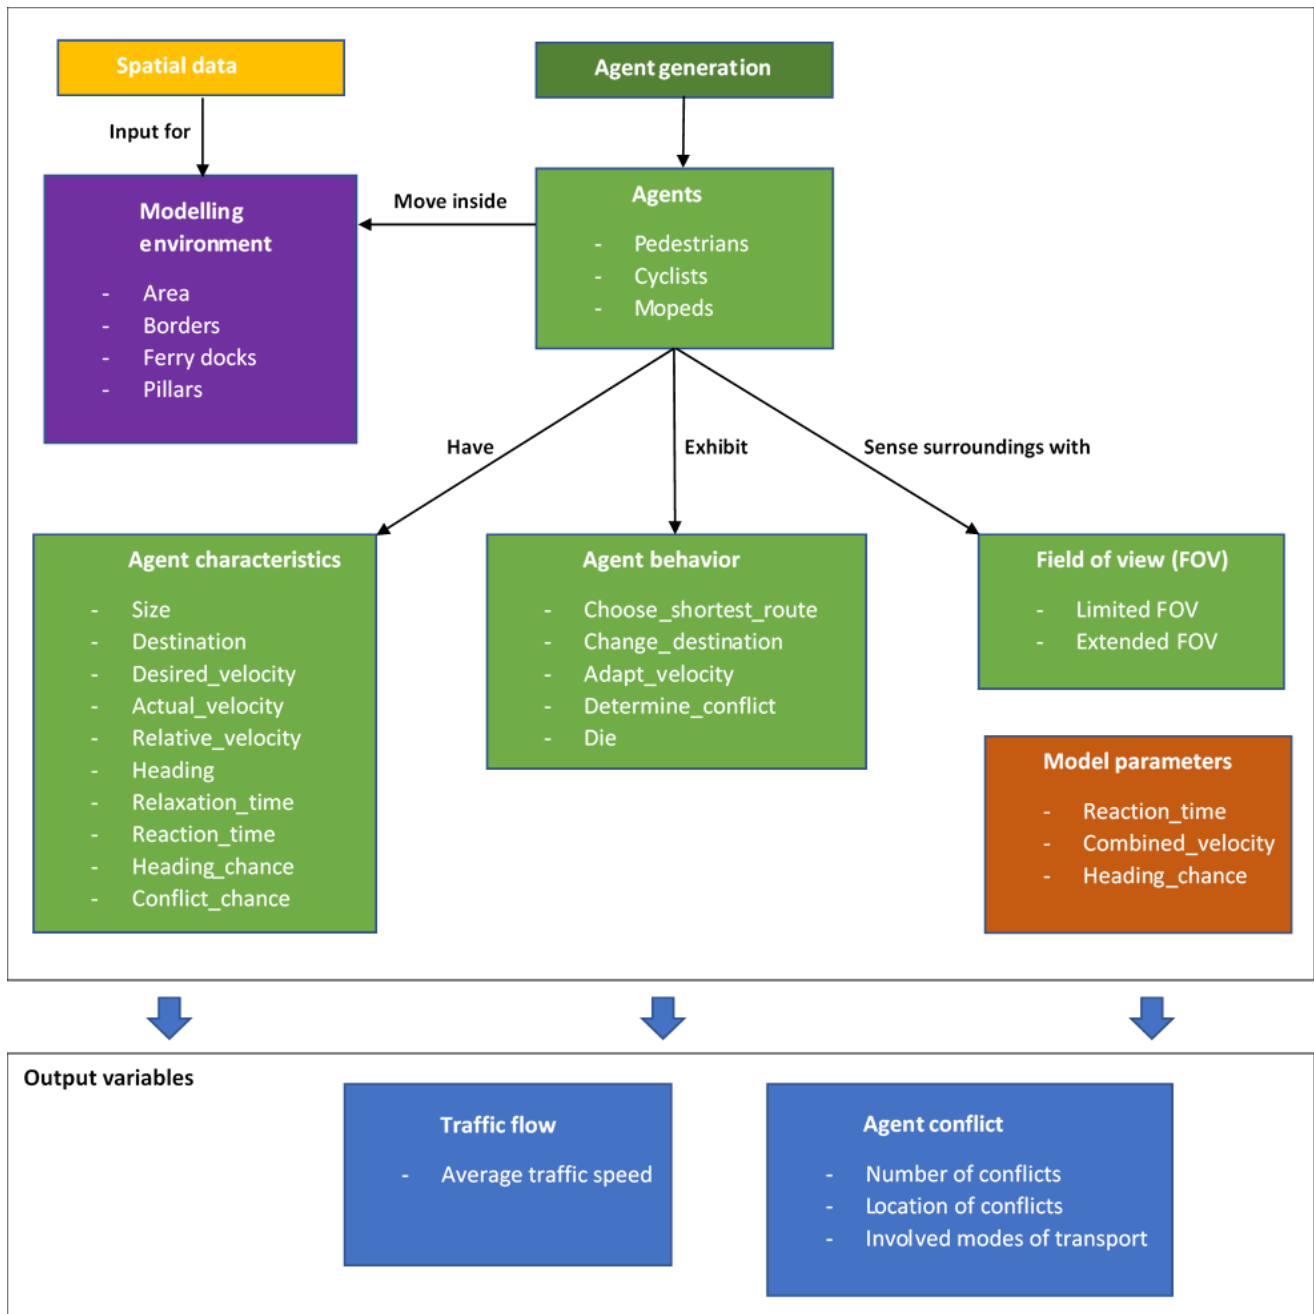 Spatial data
Agent generation
Input for
Modelling
environment
- Area
- Borders
- Ferry docks
- Pillars
Move inside
Agents
- Pedestrians
- Cyclists
- Mopeds
Have
Exhibit
Sense surroundings with
Agent characteristics
- Size
- Destination
- Desired_velocity
- Actual_velocity
- Relative_velocity
- Heading
- Relaxation_time
- Reaction_time
- Heading_chance
- Conflict_chance
Agent behavior
- Choose_shortest_route
- Change_destination
- Adapt_velocity
- Determine_conflict
- Die
Field of view (FOV)
- Limited FOV
- Extended FOV
Model parameters
- Reaction_time
- Combined_velocity
- Heading_chance
Output variables
Traffic flow
- Average traffic speed
Agent conflict
- Number of conflicts
- Location of conflicts
- Involved modes of transport